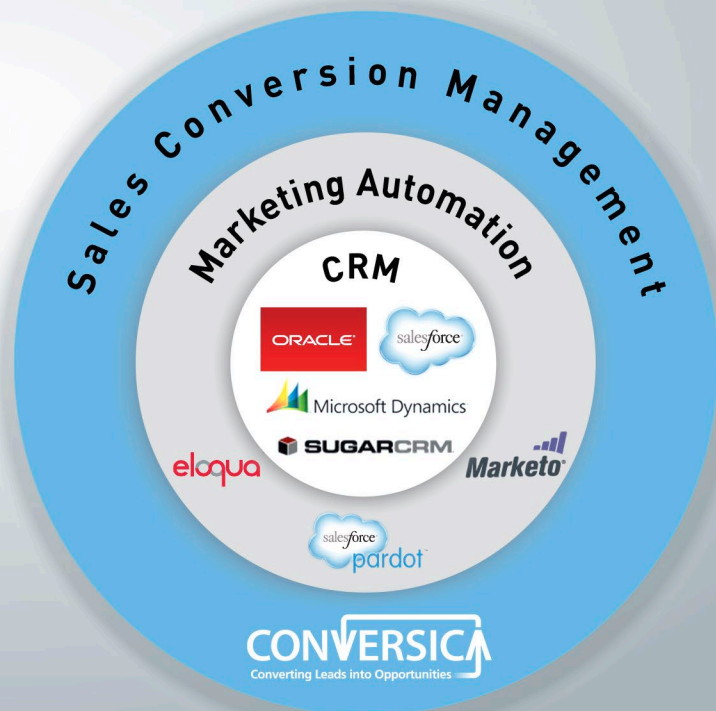 Sales Conversion Management
Marketing Automation
CRM
ORACLE®
salesforce
Microsoft Dynamics
SUGARCRM
eloqua
Marketo®
salesforce
pardot™
CONVERSICA
Converting Leads into Opportunities